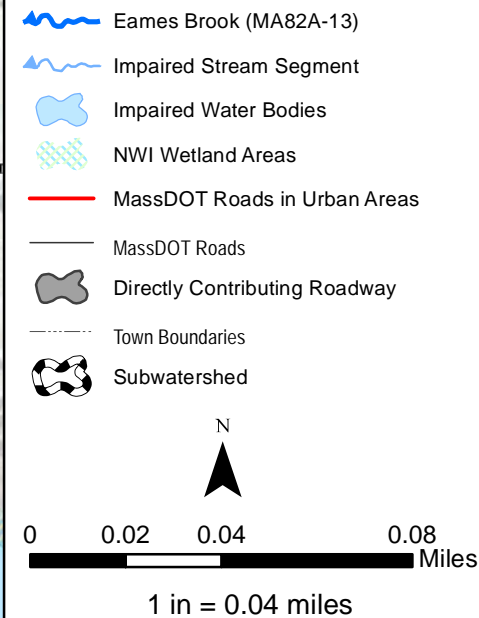 Eames Brook (MA82A-13)
Impaired Stream Segment
Impaired Water Bodies
NWI Wetland Areas
MassDOT Roads in Urban Areas
MassDOT Roads
Directly Contributing Roadway
Town Boundaries
Subwatershed
N
0 0.02 0.04 0.08
Miles
1 in = 0.04 miles